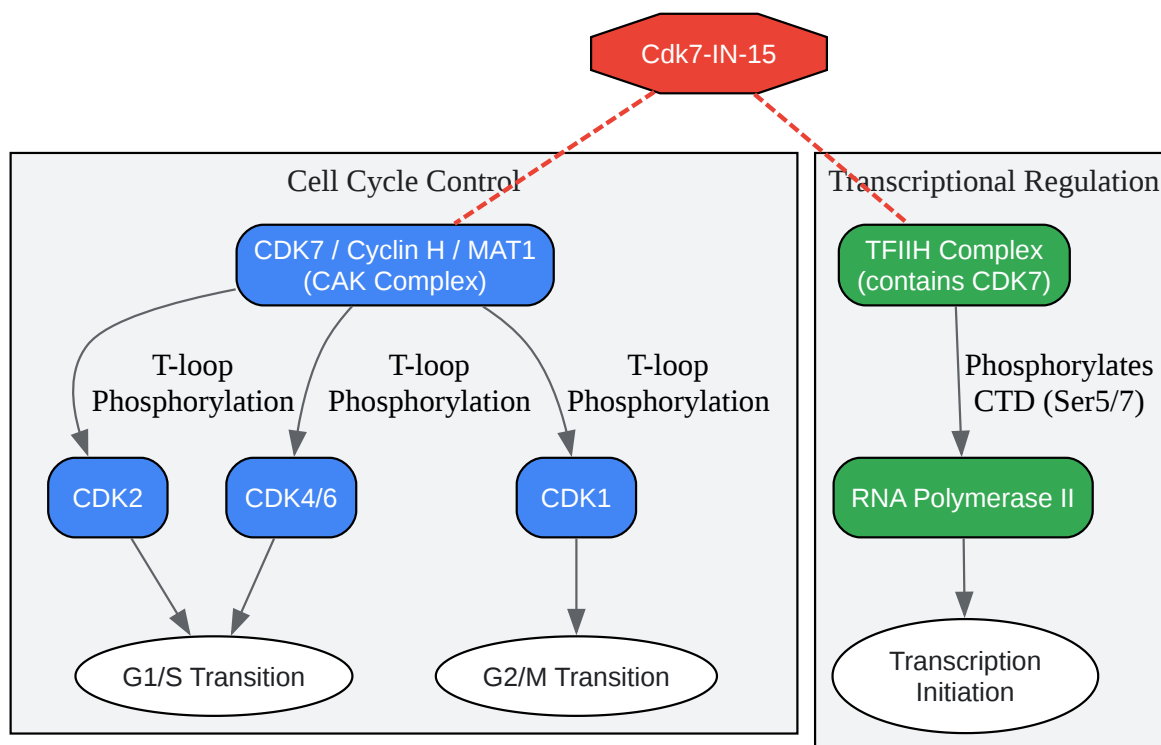 Cdk7-IN-15
Cell Cycle Control
Transcriptional Regulation
CDK7 / Cyclin H / MAT1
(CAK Complex)
TFIIH Complex
(contains CDK7)
T-loop
Phosphorylation
T-loop
Phosphorylation
T-loop
Phosphorylation
Phosphorylates
CTD (Ser5/7)
CDK2
CDK4/6
CDK1
RNA Polymerase II
G1/S Transition
G2/M Transition
Transcription
Initiation